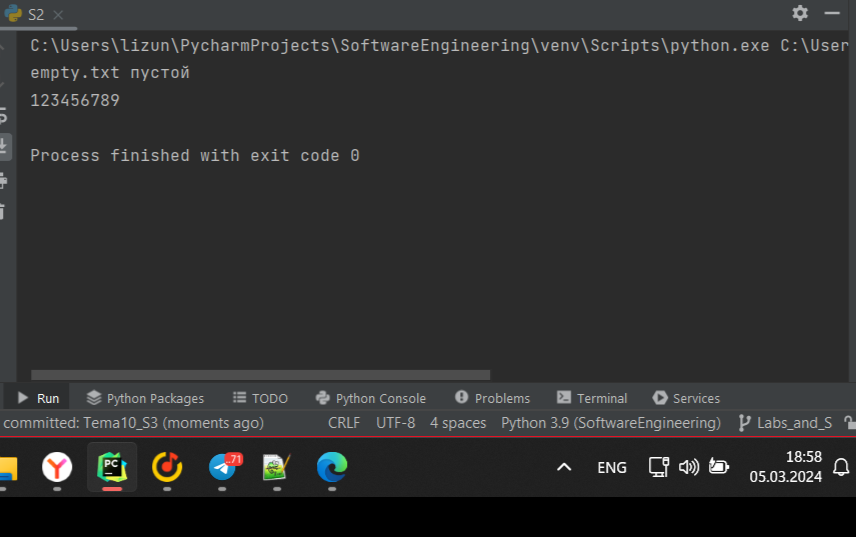 S2
C:\Users\lizun\PycharmProjects\SoftwareEngineering\venv\Scripts\python.exe C:\User
empty.txt пустой
123456789
Process finished with exit code 0
Run Python Packages TODO Python Console Problems Terminal Services
committed: Tema10_S3 (moments ago) CRLF UTF-8 4 spaces Python 3.9 (SoftwareEngineering) Labs_and_S
PC 71 ENG 18:58
05.03.2024